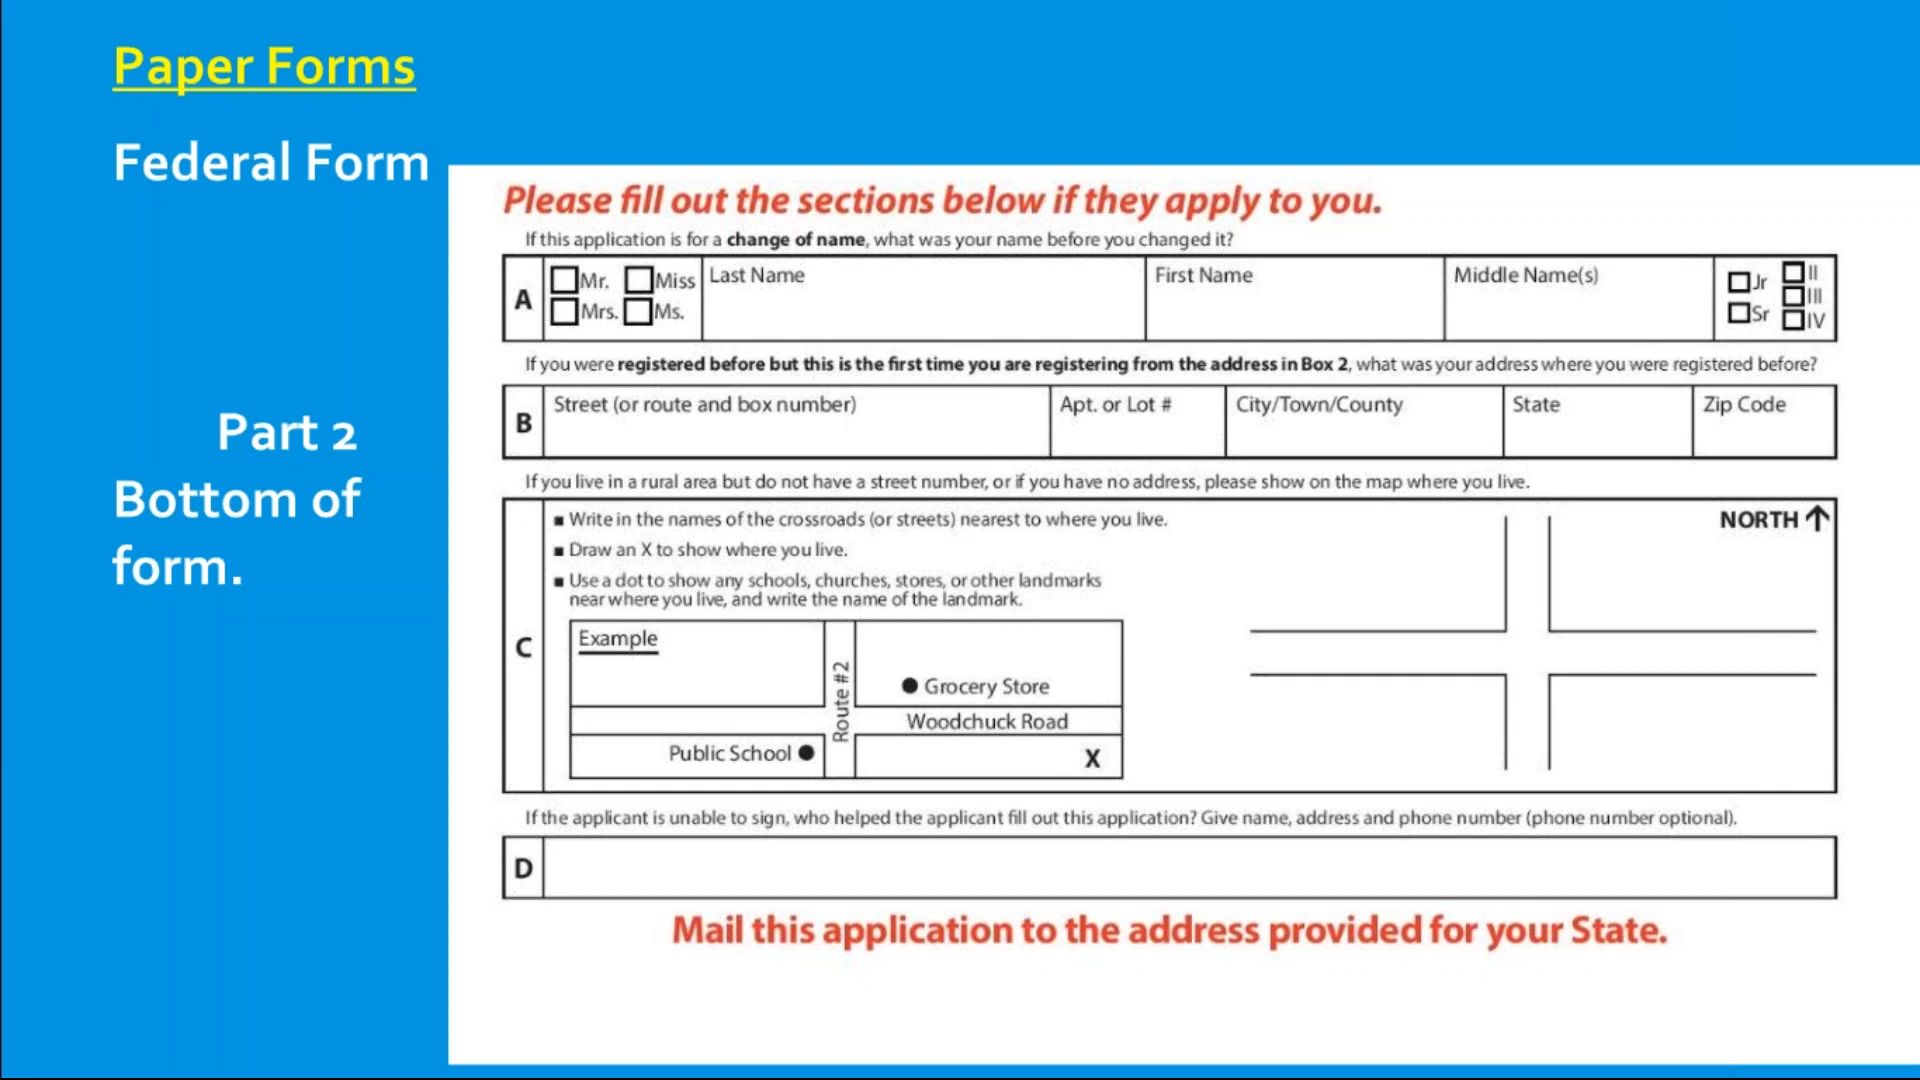 Paper Forms
Federal Form
Part 2
Bottom of
form.
Please fill out the sections below if they apply to you.
If this application is for a change of name, what was your name before you changed it?
A
Mr. Miss
Mrs. Ms.
Last Name
First Name
Middle Name(s)
Jr
Sr
II
III
IV
If you were registered before but this is the first time you are registering from the address in Box 2, what was your address where you were registered before?
B
Street (or route and box number)
Apt. or Lot #
City/Town/County
State
Zip Code
If you live in a rural area but do not have a street number, or if you have no address, please show on the map where you live.
C
■ Write in the names of the crossroads (or streets) nearest to where you live.
■ Draw an X to show where you live.
■ Use a dot to show any schools, churches, stores, or other landmarks
near where you live, and write the name of the landmark.
NORTH ↑
Example
Route #2
● Grocery Store
Woodchuck Road
Public School ●
X
If the applicant is unable to sign, who helped the applicant fill out this application? Give name, address and phone number (phone number optional).
D
Mail this application to the address provided for your State.